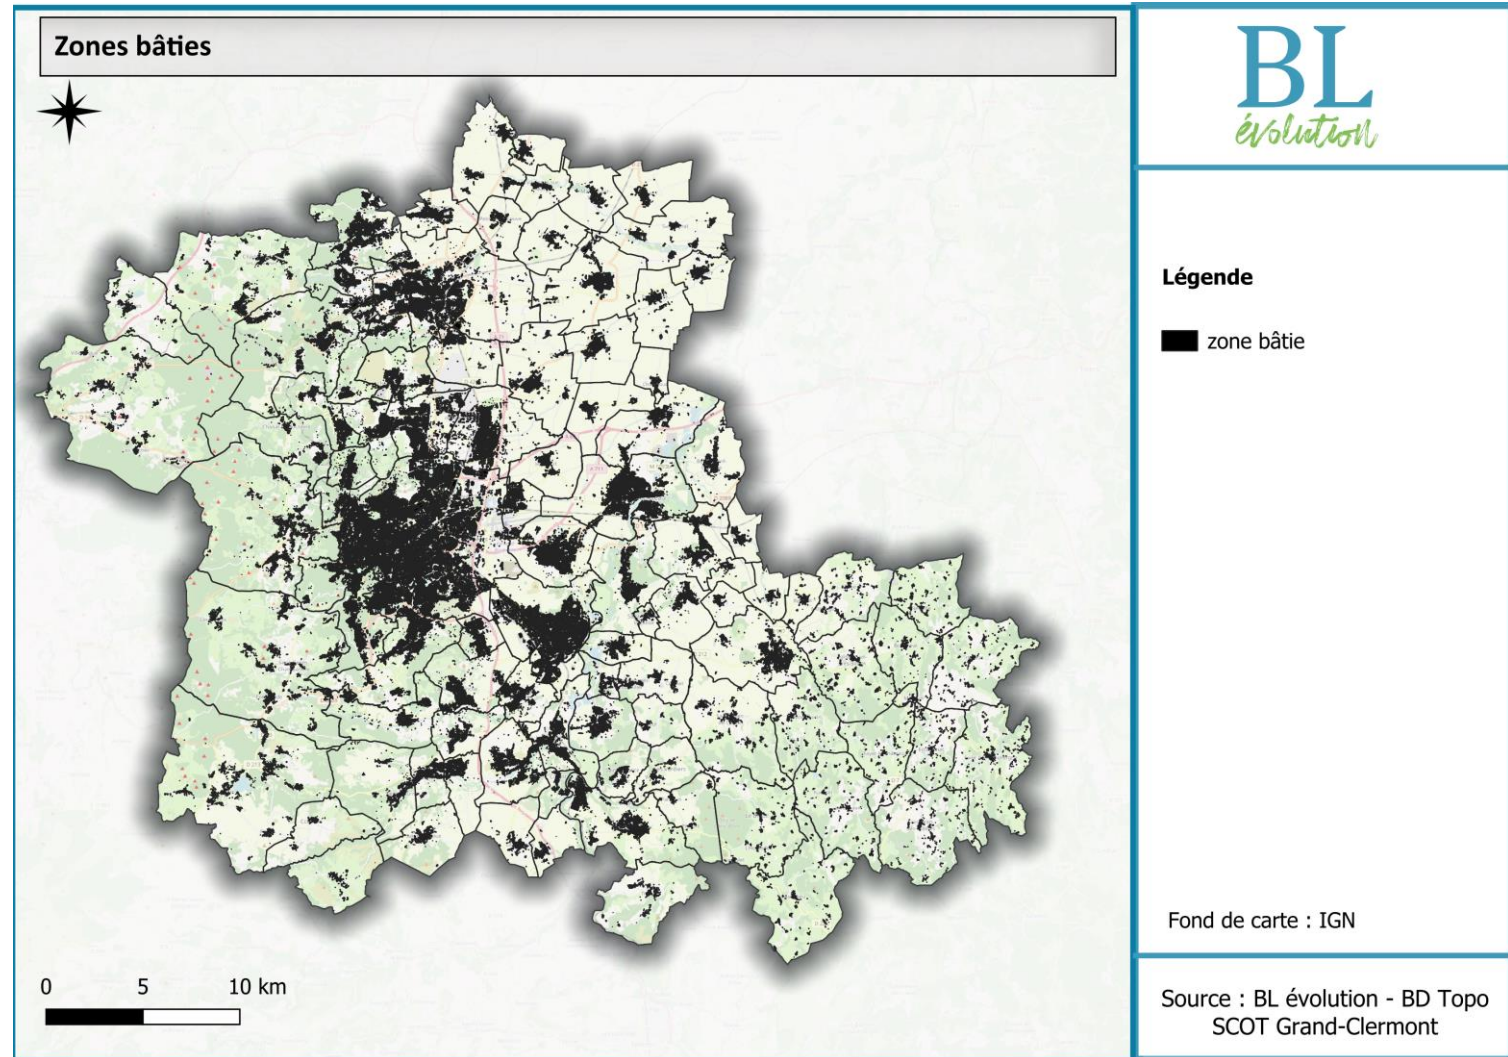 Zones bâties
BL
évolution
Légende
zone bâtie
Fond de carte : IGN
0 5 10 km
Source : BL évolution - BD Topo
SCOT Grand-Clermont